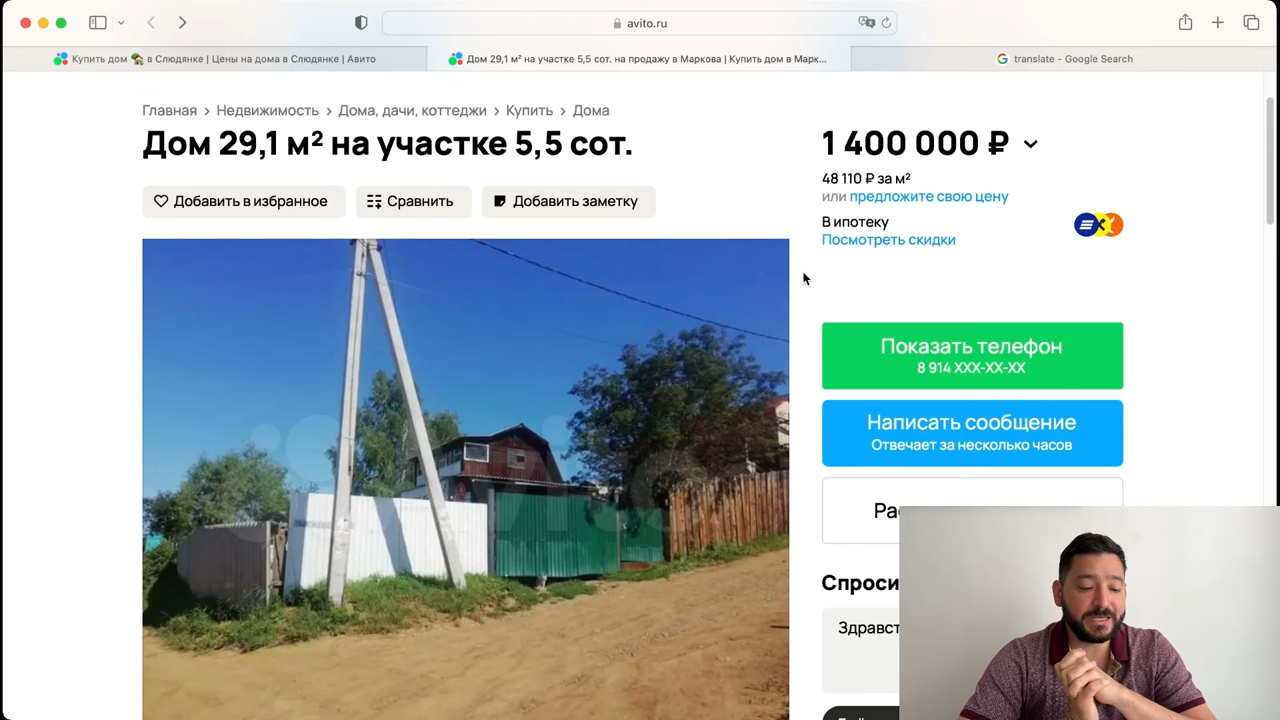 avito.ru
Купить дом 🏡 в Слюдянке | Цены на дома в Слюдянке | Авито
Дом 29,1 м² на участке 5,5 сот. на продажу в Маркова | Купить дом в Марк...
translate - Google Search
Главная > Недвижимость > Дома, дачи, коттеджи > Купить > Дома
Дом 29,1 м² на участке 5,5 сот.
Добавить в избранное
Сравнить
Добавить заметку
1 400 000 ₽
48 110 ₽ за м²
или предложите свою цену
В ипотеку
Посмотреть скидки
Показать телефон
8 914 XXX-XX-XX
Написать сообщение
Отвечает за несколько часов
Ра
Спроси
Здравст